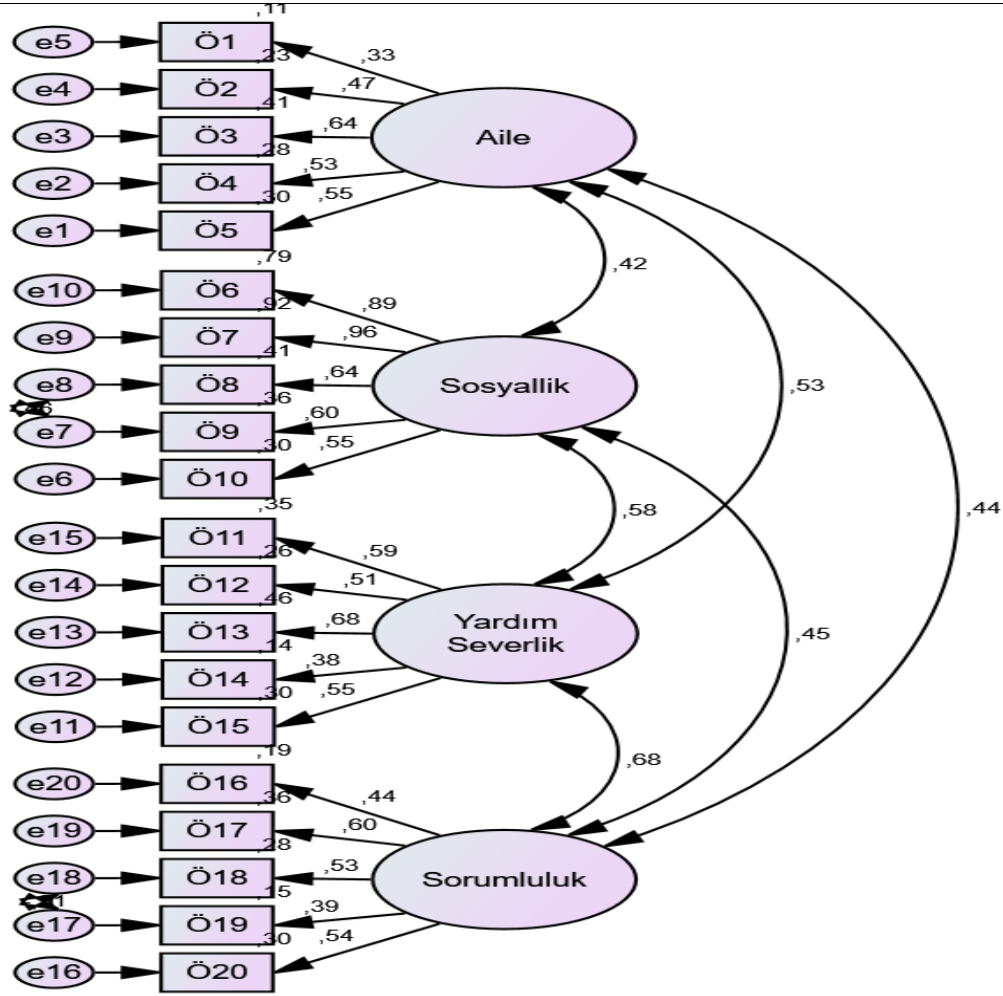 ,11
e5 Ö1 ,33
,23
e4 Ö2 ,47
,41
e3 Ö3 ,64
Aile
,28
e2 Ö4 ,53
,30
e1 Ö5 ,55
,42
,79
e10 Ö6 ,89
,92
e9 Ö7 ,96
,41
e8 Ö8 ,64
Sosyallik
,53
,36
e7 Ö9 ,60
,30
e6 Ö10 ,55
,35
,58
,44
e15 Ö11 ,59
,26
e14 Ö12 ,51
,46
e13 Ö13 ,68
Yardım
Severlik
,45
,14
e12 Ö14 ,38
,30
e11 Ö15 ,55
,19
,68
e20 Ö16 ,44
,36
e19 Ö17 ,60
,28
e18 Ö18 ,53
Sorumluluk
,15
e17 Ö19 ,39
,30
e16 Ö20 ,54